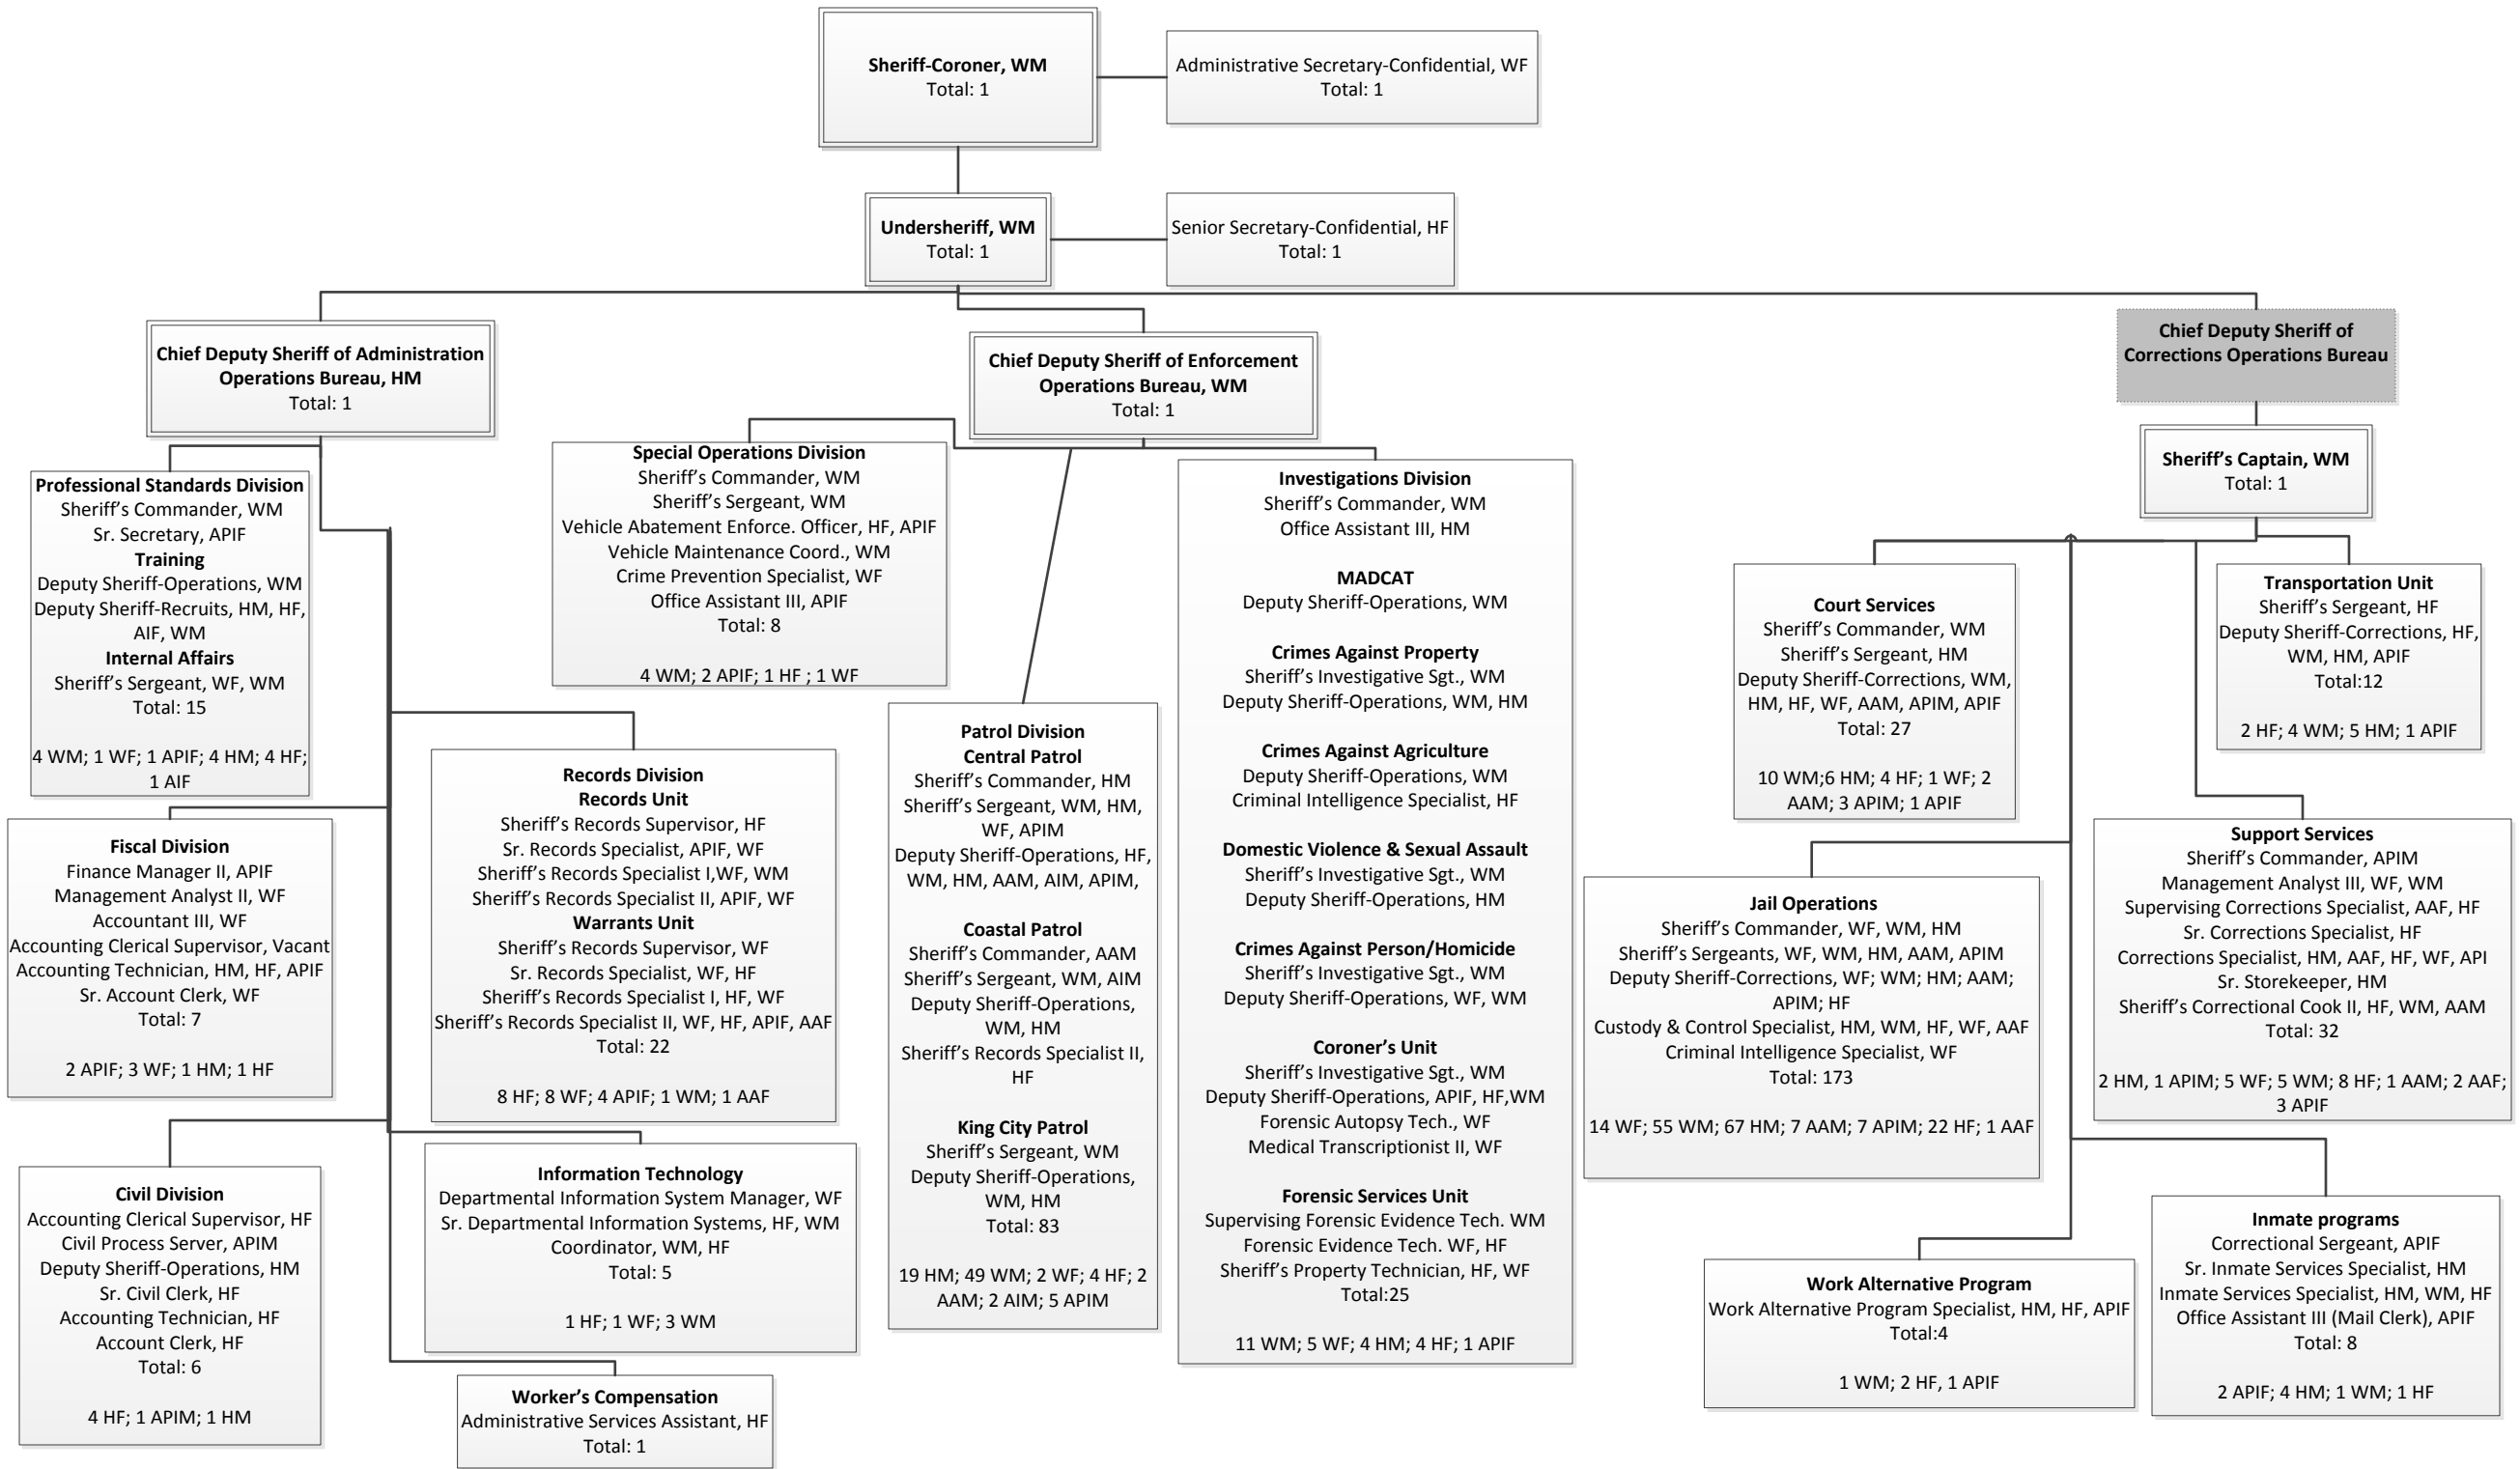 Sheriff-Coroner, WM
Total: 1
Administrative Secretary-Confidential, WF
Total: 1
Undersheriff, WM
Total: 1
Senior Secretary-Confidential, HF
Total: 1
Chief Deputy Sheriff of Administration
Operations Bureau, HM
Total: 1
Chief Deputy Sheriff of Enforcement
Operations Bureau, WM
Total: 1
Chief Deputy Sheriff of
Corrections Operations Bureau
Sheriff’s Captain, WM
Total: 1
Professional Standards Division
Sheriff’s Commander, WM
Sr. Secretary, APIF
Training
Deputy Sheriff-Operations, WM
Deputy Sheriff-Recruits, HM, HF,
AIF, WM
Internal Affairs
Sheriff’s Sergeant, WF, WM
Total: 15
4 WM; 1 WF; 1 APIF; 4 HM; 4 HF;
1 AIF
Fiscal Division
Finance Manager II, APIF
Management Analyst II, WF
Accountant III, WF
Accounting Clerical Supervisor, Vacant
Accounting Technician, HM, HF, APIF
Sr. Account Clerk, WF
Total: 7
2 APIF; 3 WF; 1 HM; 1 HF
Civil Division
Accounting Clerical Supervisor, HF
Civil Process Server, APIM
Deputy Sheriff-Operations, HM
Sr. Civil Clerk, HF
Accounting Technician, HF
Account Clerk, HF
Total: 6
4 HF; 1 APIM; 1 HM
Records Division
Records Unit
Sheriff’s Records Supervisor, HF
Sr. Records Specialist, APIF, WF
Sheriff’s Records Specialist I,WF, WM
Sheriff’s Records Specialist II, APIF, WF
Warrants Unit
Sheriff’s Records Supervisor, WF
Sr. Records Specialist, WF, HF
Sheriff’s Records Specialist I, HF, WF
Sheriff’s Records Specialist II, WF, HF, APIF, AAF
Total: 22
8 HF; 8 WF; 4 APIF; 1 WM; 1 AAF
Information Technology
Departmental Information System Manager, WF
Sr. Departmental Information Systems, HF, WM
Coordinator, WM, HF
Total: 5
1 HF; 1 WF; 3 WM
Worker’s Compensation
Administrative Services Assistant, HF
Total: 1
Special Operations Division
Sheriff’s Commander, WM
Sheriff’s Sergeant, WM
Vehicle Abatement Enforce. Officer, HF, APIF
Vehicle Maintenance Coord., WM
Crime Prevention Specialist, WF
Office Assistant III, APIF
Total: 8
4 WM; 2 APIF; 1 HF ; 1 WF
Patrol Division
Central Patrol
Sheriff’s Commander, HM
Sheriff’s Sergeant, WM, HM,
WF, APIM
Deputy Sheriff-Operations, HF,
WM, HM, AAM, AIM, APIM,
Coastal Patrol
Sheriff’s Commander, AAM
Sheriff’s Sergeant, WM, AIM
Deputy Sheriff-Operations,
WM, HM
Sheriff’s Records Specialist II,
HF
King City Patrol
Sheriff’s Sergeant, WM
Deputy Sheriff-Operations,
WM, HM
Total: 83
19 HM; 49 WM; 2 WF; 4 HF; 2
AAM; 2 AIM; 5 APIM
Investigations Division
Sheriff’s Commander, WM
Office Assistant III, HM
MADCAT
Deputy Sheriff-Operations, WM
Crimes Against Property
Sheriff’s Investigative Sgt., WM
Deputy Sheriff-Operations, WM, HM
Crimes Against Agriculture
Deputy Sheriff-Operations, WM
Criminal Intelligence Specialist, HF
Domestic Violence & Sexual Assault
Sheriff’s Investigative Sgt., WM
Deputy Sheriff-Operations, HM
Crimes Against Person/Homicide
Sheriff’s Investigative Sgt., WM
Deputy Sheriff-Operations, WF, WM
Coroner’s Unit
Sheriff’s Investigative Sgt., WM
Deputy Sheriff-Operations, APIF, HF,WM
Forensic Autopsy Tech., WF
Medical Transcriptionist II, WF
Forensic Services Unit
Supervising Forensic Evidence Tech. WM
Forensic Evidence Tech. WF, HF
Sheriff’s Property Technician, HF, WF
Total:25
11 WM; 5 WF; 4 HM; 4 HF; 1 APIF
Court Services
Sheriff’s Commander, WM
Sheriff’s Sergeant, HM
Deputy Sheriff-Corrections, WM,
HM, HF, WF, AAM, APIM, APIF
Total: 27
10 WM;6 HM; 4 HF; 1 WF; 2
AAM; 3 APIM; 1 APIF
Transportation Unit
Sheriff’s Sergeant, HF
Deputy Sheriff-Corrections, HF,
WM, HM, APIF
Total:12
2 HF; 4 WM; 5 HM; 1 APIF
Jail Operations
Sheriff’s Commander, WF, WM, HM
Sheriff’s Sergeants, WF, WM, HM, AAM, APIM
Deputy Sheriff-Corrections, WF; WM; HM; AAM;
APIM; HF
Custody & Control Specialist, HM, WM, HF, WF, AAF
Criminal Intelligence Specialist, WF
Total: 173
14 WF; 55 WM; 67 HM; 7 AAM; 7 APIM; 22 HF; 1 AAF
Support Services
Sheriff’s Commander, APIM
Management Analyst III, WF, WM
Supervising Corrections Specialist, AAF, HF
Sr. Corrections Specialist, HF
Corrections Specialist, HM, AAF, HF, WF, API
Sr. Storekeeper, HM
Sheriff’s Correctional Cook II, HF, WM, AAM
Total: 32
2 HM, 1 APIM; 5 WF; 5 WM; 8 HF; 1 AAM; 2 AAF;
3 APIF
Work Alternative Program
Work Alternative Program Specialist, HM, HF, APIF
Total:4
1 WM; 2 HF, 1 APIF
Inmate programs
Correctional Sergeant, APIF
Sr. Inmate Services Specialist, HM
Inmate Services Specialist, HM, WM, HF
Office Assistant III (Mail Clerk), APIF
Total: 8
2 APIF; 4 HM; 1 WM; 1 HF